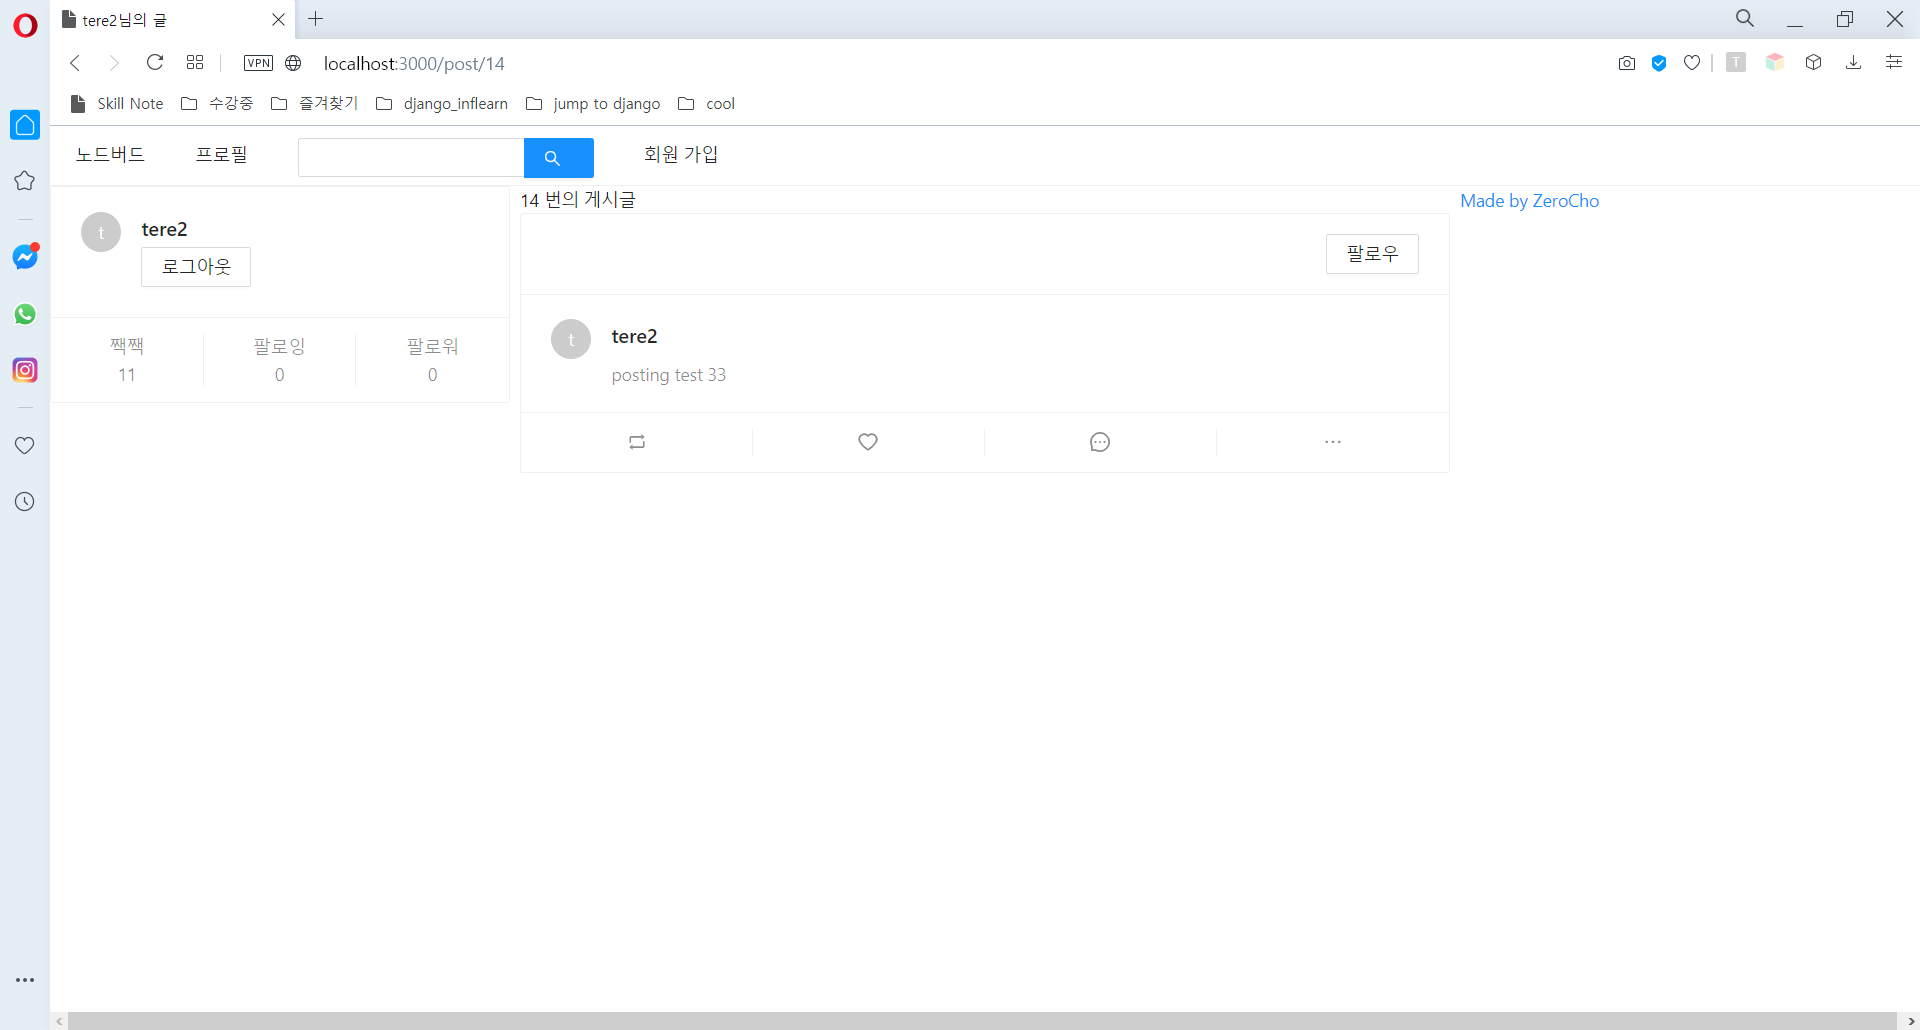 tere2님의 글
VPN
localhost:3000/post/14
T
Skill Note
수강중
즐겨찾기
django_inflearn
jump to django
cool
노드버드
프로필
회원 가입
t
tere2
로그아웃
짹짹
팔로잉
팔로워
11
0
0
14 번의 게시글
팔로우
t
tere2
posting test 33
Made by ZeroCho